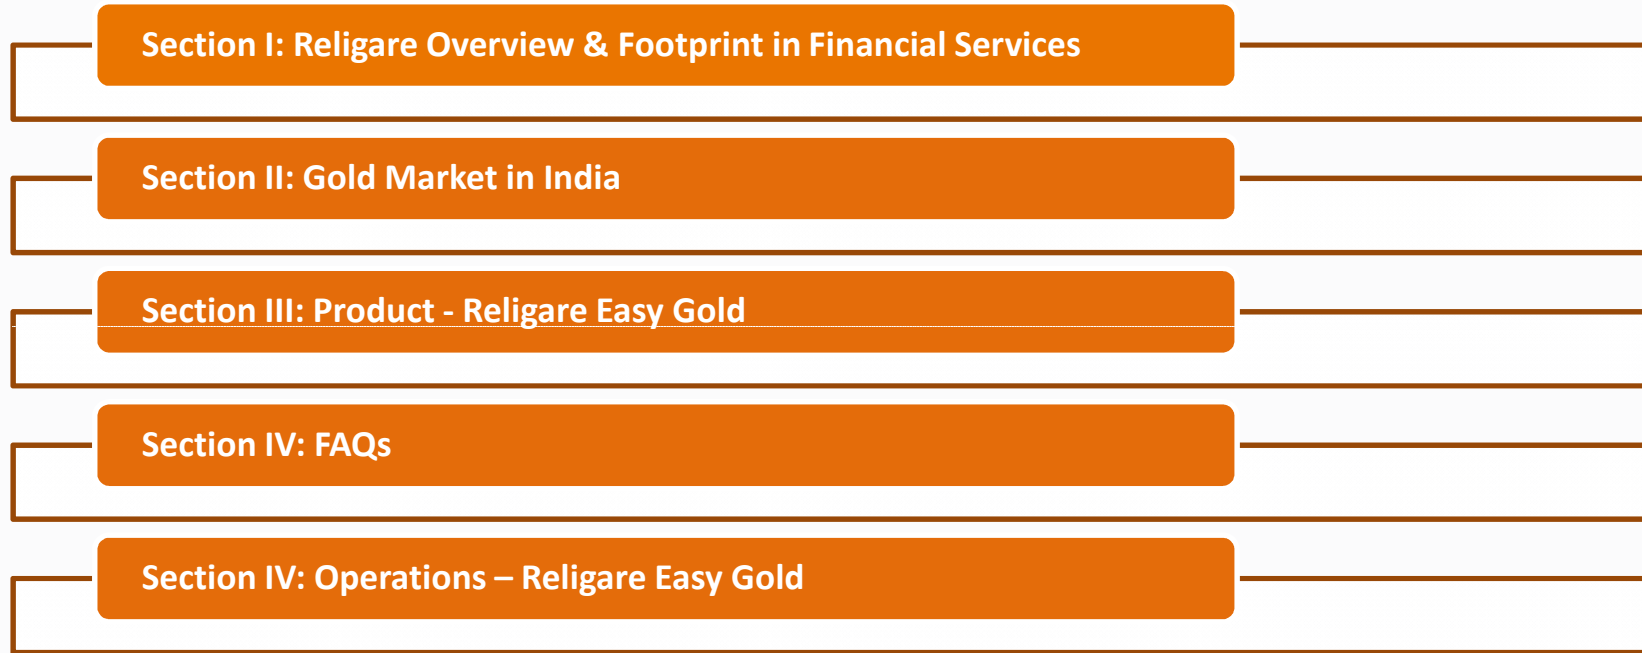 Section I: Religare Overview & Footprint in Financial Services
Section II: Gold Market in India
Section III: Product - Religare Easy Gold
Section IV: FAQs
Section IV: Operations – Religare Easy Gold